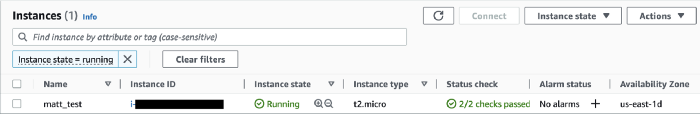 Instances (1) Info
Connect
Instance state
Actions
Find instance by attribute or tag (case-sensitive)
Instance state = running
Clear filters
Name Instance ID Instance state Instance type Status check Alarm status Availability Zone
matt_test i- Running t2.micro 2/2 checks passed No alarms us-east-1d